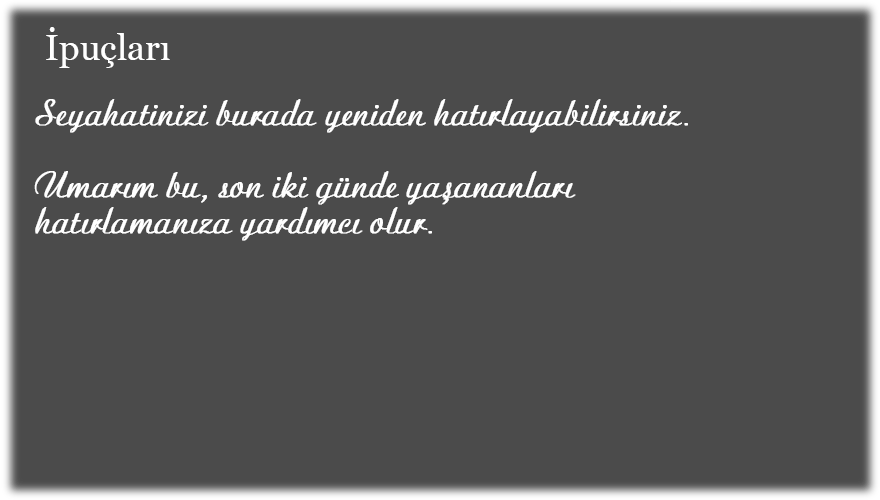 İpuçları
Seyahatinizi burada yeniden hatırlayabilirsiniz.
Umarım bu, son iki günde yaşananları
hatırlamanıza yardımcı olur.